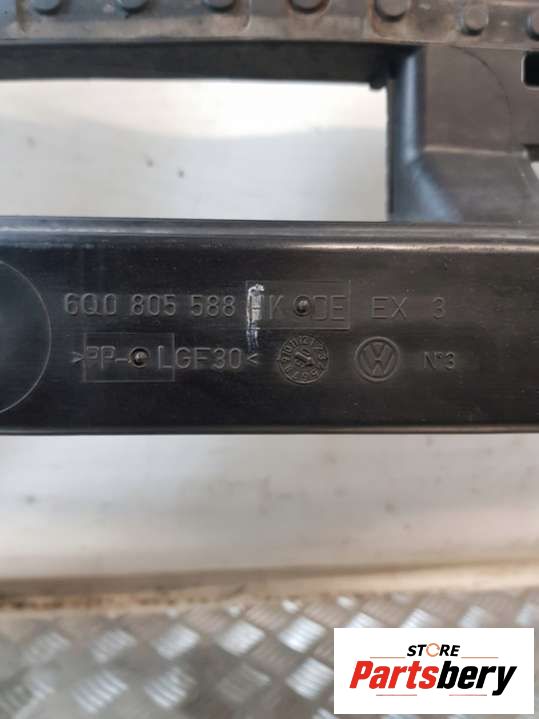 6Q0 805 588 K DE EX 3
>PP- LGF30< N°3
STORE
Partsbery